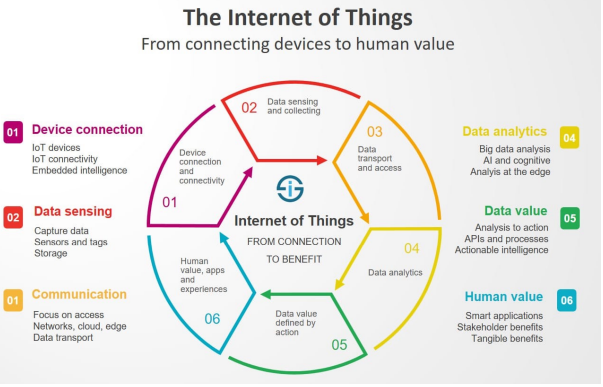 The Internet of Things
From connecting devices to human value
01 Device connection
IoT devices
IoT connectivity
Embedded intelligence
02 Data sensing
Capture data
Sensors and tags
Storage
01 Communication
Focus on access
Networks, cloud, edge
Data transport
Device
connection
and
connectivity
01
02 Data sensing
and collecting
03
Data
transport
and access
04
Data analytics
Data value
defined by
action
05
Human
value, apps
and
experiences
06
i
Internet of Things
FROM CONNECTION
TO BENEFIT
Data analytics 04
Big data analysis
AI and cognitive
Analyis at the edge
Data value 05
Analysis to action
APIs and processes
Actionable intelligence
Human value 06
Smart applications
Stakeholder benefits
Tangible benefits